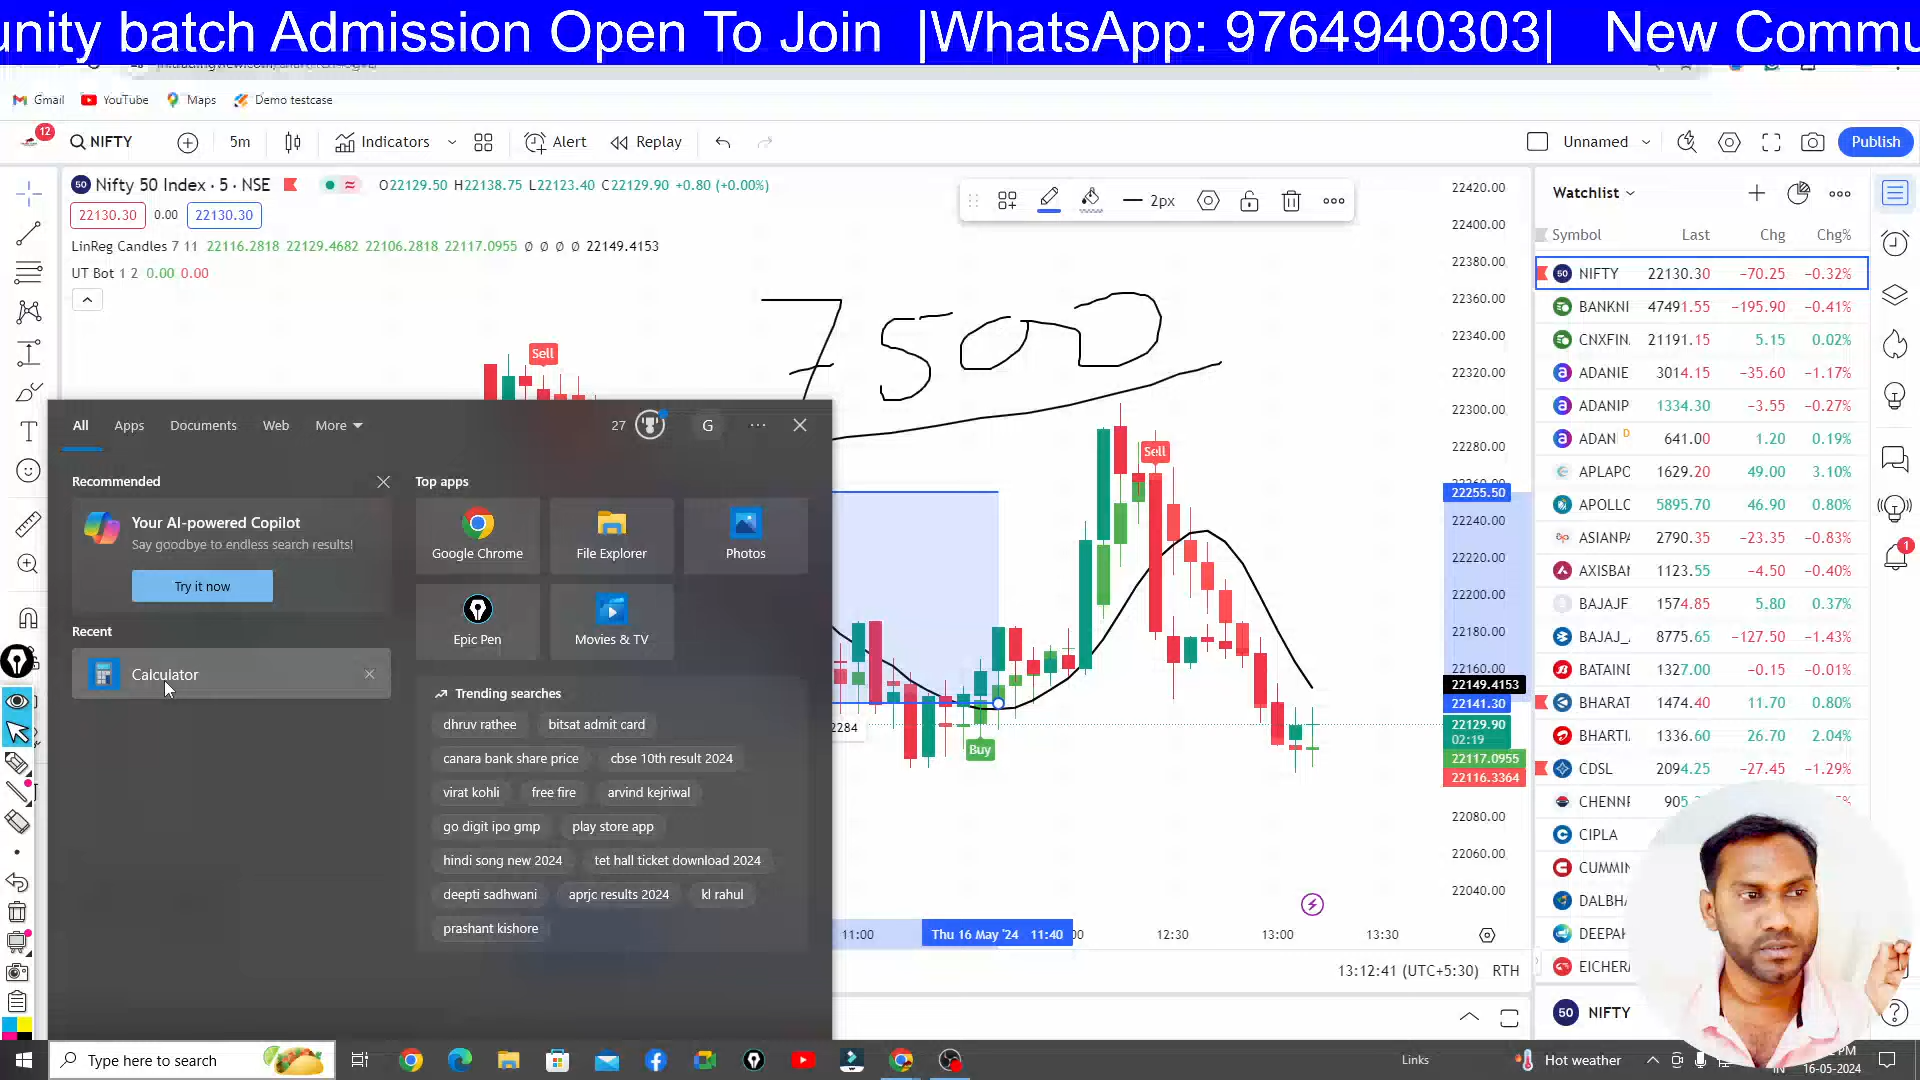 unity batch Admission Open To Join |WhatsApp: 9764940303| New Commu
Gmail YouTube Maps Demo testcase
12 NIFTY 5m Indicators Alert Replay Unnamed Publish
50 Nifty 50 Index · 5 · NSE O22129.50 H22138.75 L22123.40 C22129.90 +0.80 (+0.00%)
22130.30 0.00 22130.30
LinReg Candles 7 11 22116.2818 22129.4682 22106.2818 22117.0955 ∅ ∅ ∅ ∅ 22149.4153
UT Bot 1 2 0.00 0.00
2px
7500
Sell
Sell
Buy
2284
All Apps Documents Web More 27 G
Recommended
Your AI-powered Copilot
Say goodbye to endless search results!
Try it now
Recent
Calculator
Top apps
Google Chrome File Explorer Photos
Epic Pen Movies & TV
Trending searches
dhruv rathee bitsat admit card
canara bank share price cbse 10th result 2024
virat kohli free fire arvind kejriwal
go digit ipo gmp play store app
hindi song new 2024 tet hall ticket download 2024
deepti sadhwani aprjc results 2024 kl rahul
prashant kishore
22420.00
22400.00
22380.00
22360.00
22340.00
22320.00
22300.00
22280.00
22255.50
22240.00
22220.00
22200.00
22180.00
22160.00
22149.4153
22141.30
22129.90
02:19
22117.0955
22116.3364
22080.00
22060.00
22040.00
11:00 Thu 16 May '24 11:40 12:30 13:00 13:30
13:12:41 (UTC+5:30) RTH
Watchlist
Symbol Last Chg Chg%
50 NIFTY 22130.30 −70.25 −0.32%
BANKNI 47491.55 −195.90 −0.41%
CNXFIN 21191.15 5.15 0.02%
ADANIE 3014.15 −35.60 −1.17%
ADANIP 1334.30 −3.55 −0.27%
ADAN D 641.00 1.20 0.19%
APLAPO 1629.20 49.00 3.10%
APOLLO 5895.70 46.90 0.80%
ASIANPA 2790.35 −23.35 −0.83%
AXISBAN 1123.55 −4.50 −0.40%
BAJAJF 1574.85 5.80 0.37%
BAJAJ_ 8775.65 −127.50 −1.43%
BATAIND 1327.00 −0.15 −0.01%
BHARAT 1474.40 11.70 0.80%
BHARTI 1336.60 26.70 2.04%
CDSL 2094.25 −27.45 −1.29%
CHENNP 905
CIPLA
CUMMIN
DALBHA
DEEPAK
EICHER
50 NIFTY
1
Type here to search
Links Hot weather
PM
16-05-2024